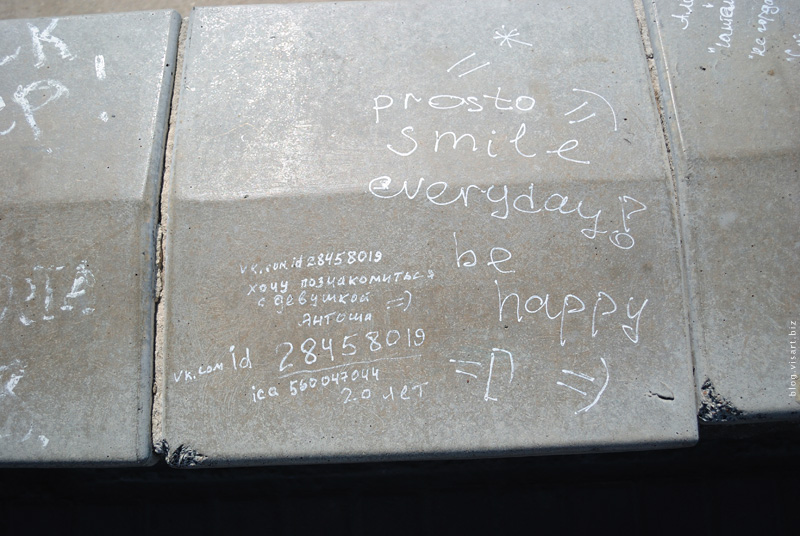 prosto =)
smile
everyday!
be
happy
=D =)
vk.com id 28458019
хочу познакомиться
с девушкой =)
Антоша
vk.com id 28458019
ica 560047044
20 лет
blog.visart.biz